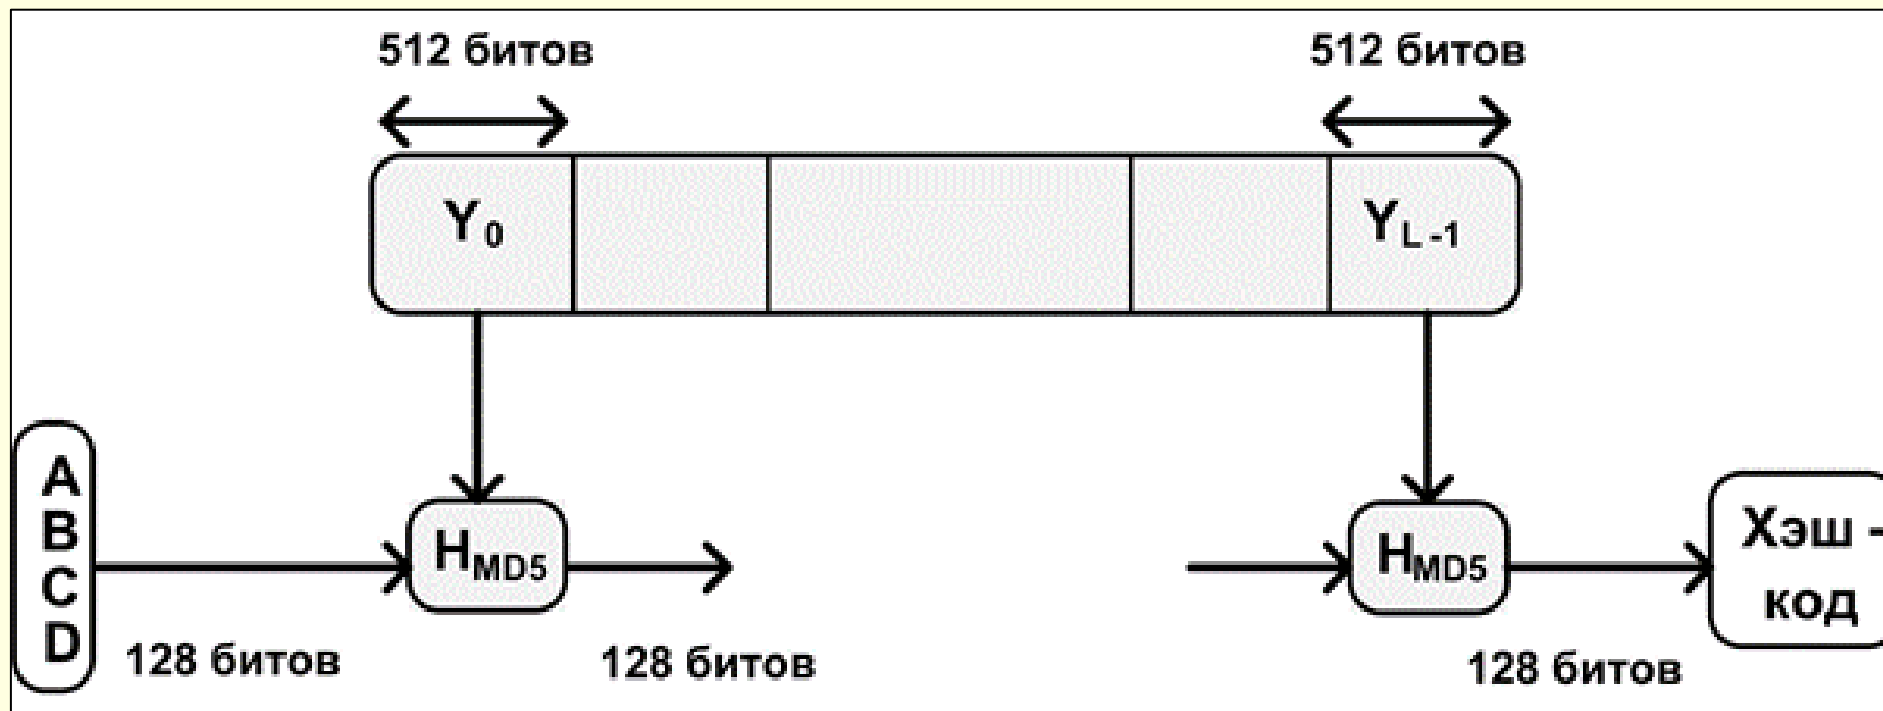 512 битов
512 битов
Y0
YL-1
A
B
C
D
HMD5
HMD5
Хэш -
код
128 битов
128 битов
128 битов